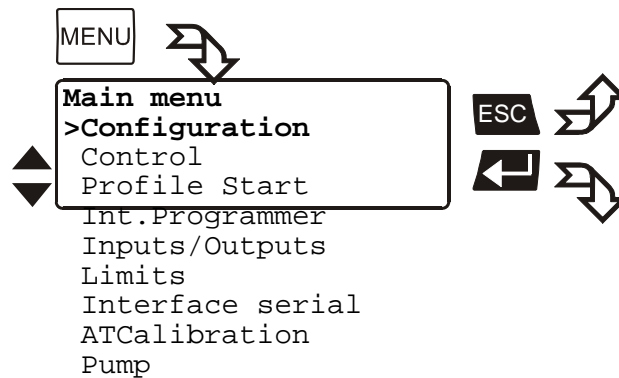 MENU
Main menu
>Configuration
Control
Profile Start
Int.Programmer
Inputs/Outputs
Limits
Interface serial
ATCalibration
Pump
ESC